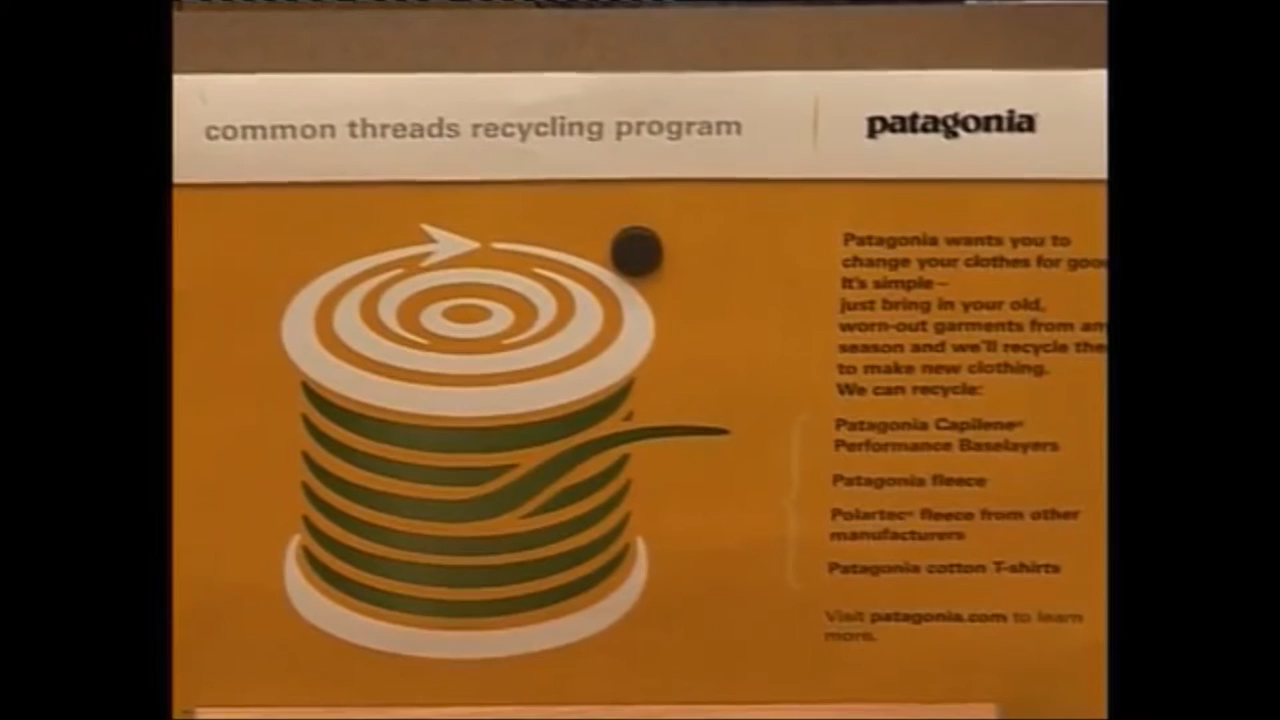 common threads recycling program
patagonia
Patagonia wants you to
change your clothes for goo
It's simple–
just bring in your old,
worn-out garments from an
season and we'll recycle the
to make new clothing.
We can recycle:
Patagonia Capilene®
Performance Baselayers
Patagonia fleece
Polartec® fleece from other
manufacturers
Patagonia cotton T-shirts
Visit patagonia.com to learn
more.